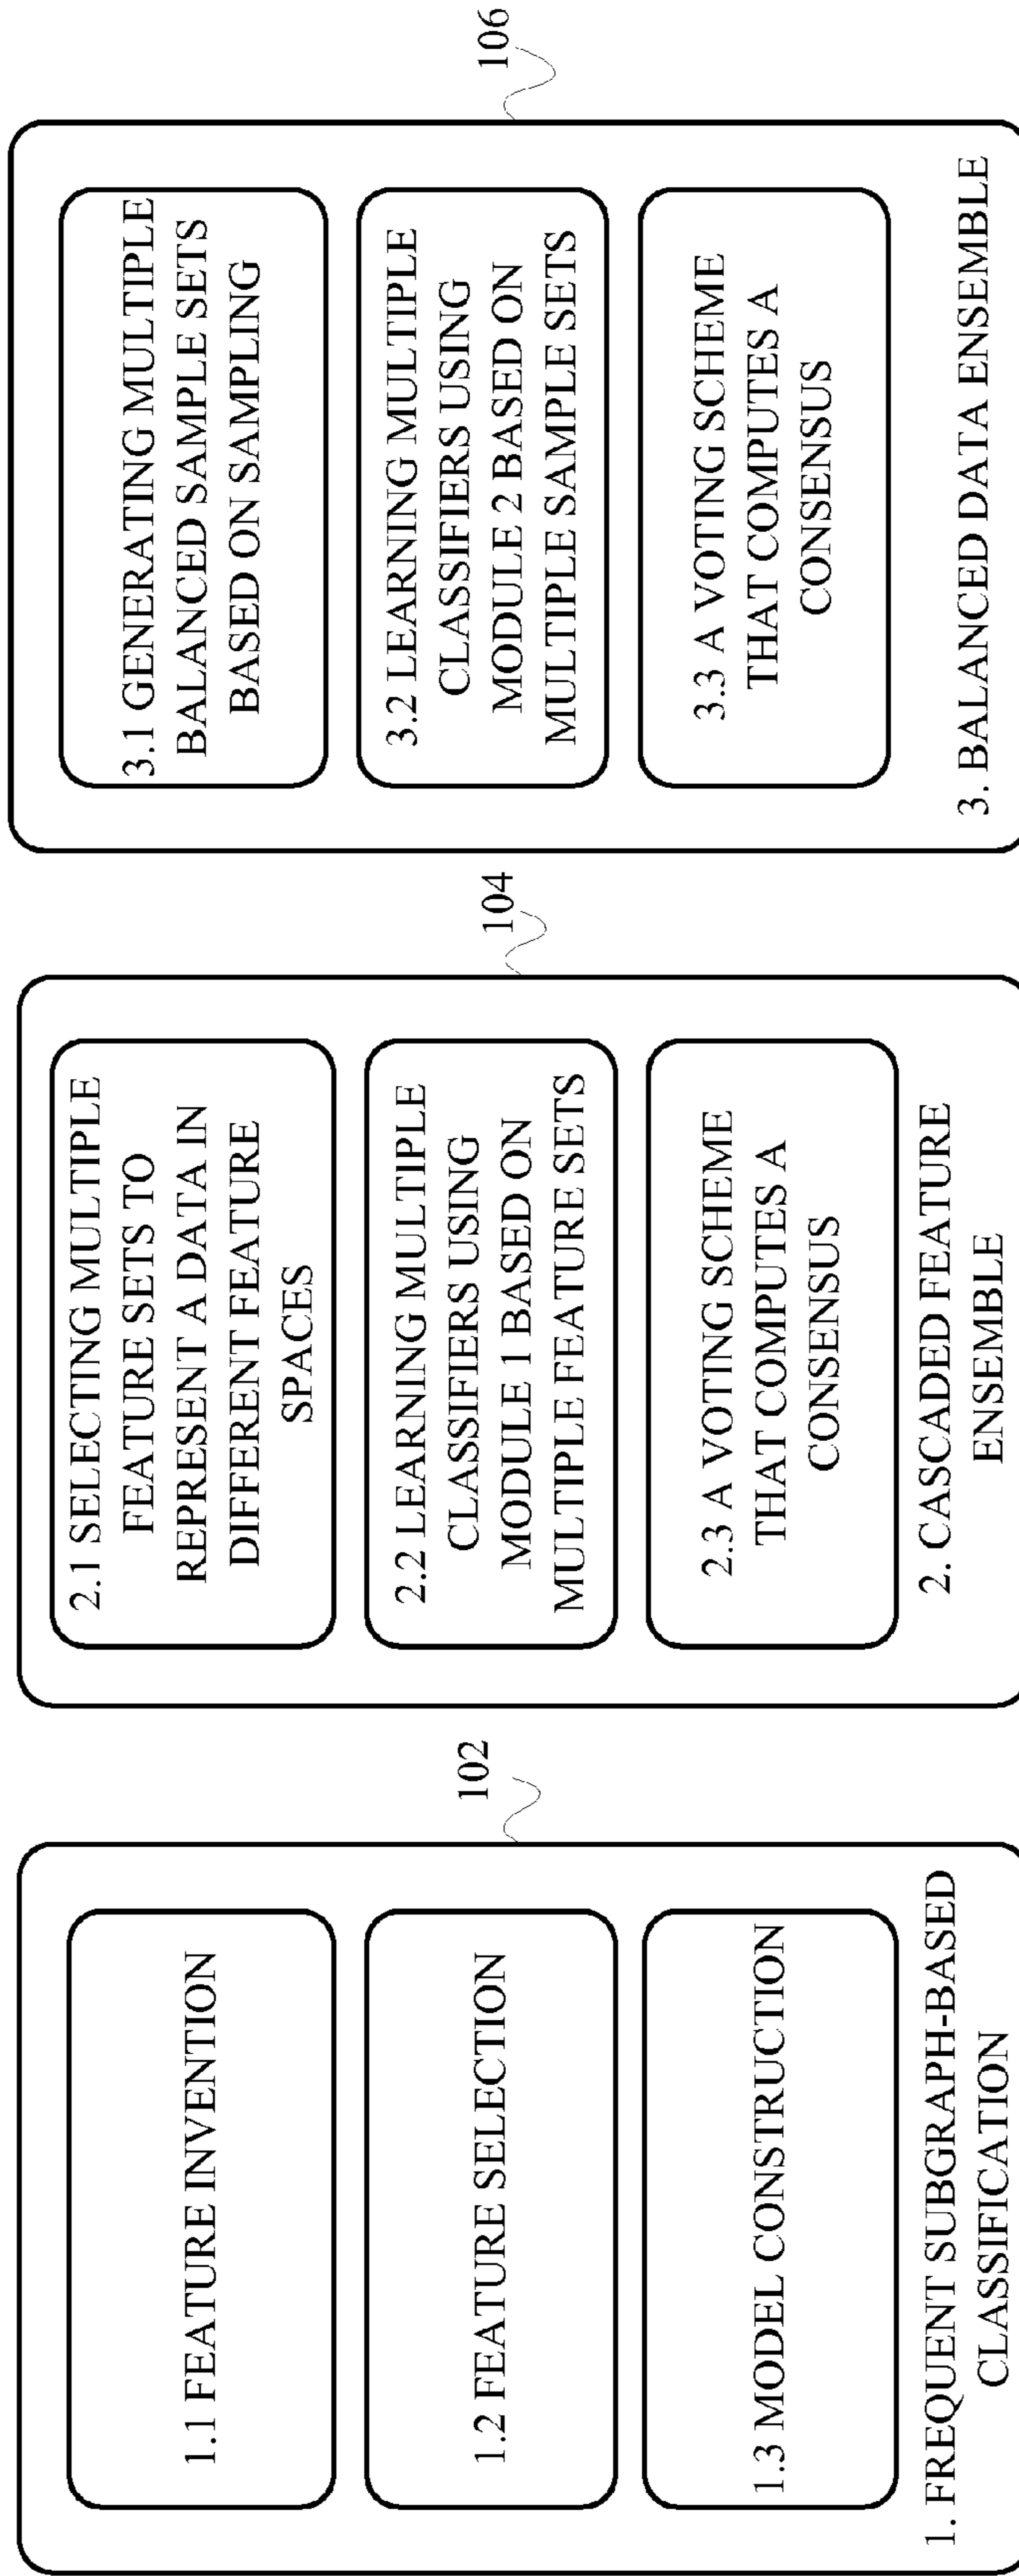 102
1.1 FEATURE INVENTION
1.2 FEATURE SELECTION
1.3 MODEL CONSTRUCTION
1. FREQUENT SUBGRAPH-BASED
CLASSIFICATION
104
2.1 SELECTING MULTIPLE
FEATURE SETS TO
REPRESENT A DATA IN
DIFFERENT FEATURE
SPACES
2.2 LEARNING MULTIPLE
CLASSIFIERS USING
MODULE 1 BASED ON
MULTIPLE FEATURE SETS
2.3 A VOTING SCHEME
THAT COMPUTES A
CONSENSUS
2. CASCADED FEATURE
ENSEMBLE
106
3.1 GENERATING MULTIPLE
BALANCED SAMPLE SETS
BASED ON SAMPLING
3.2 LEARNING MULTIPLE
CLASSIFIERS USING
MODULE 2 BASED ON
MULTIPLE SAMPLE SETS
3.3 A VOTING SCHEME
THAT COMPUTES A
CONSENSUS
3. BALANCED DATA ENSEMBLE